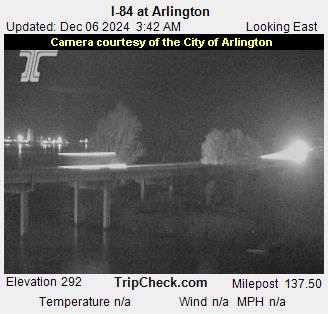 I-84 at Arlington
Updated: Dec 06 2024 3:42 AM Looking East
Camera courtesy of the City of Arlington
Elevation 292 TripCheck.com Milepost 137.50
Temperature n/a Wind n/a MPH n/a